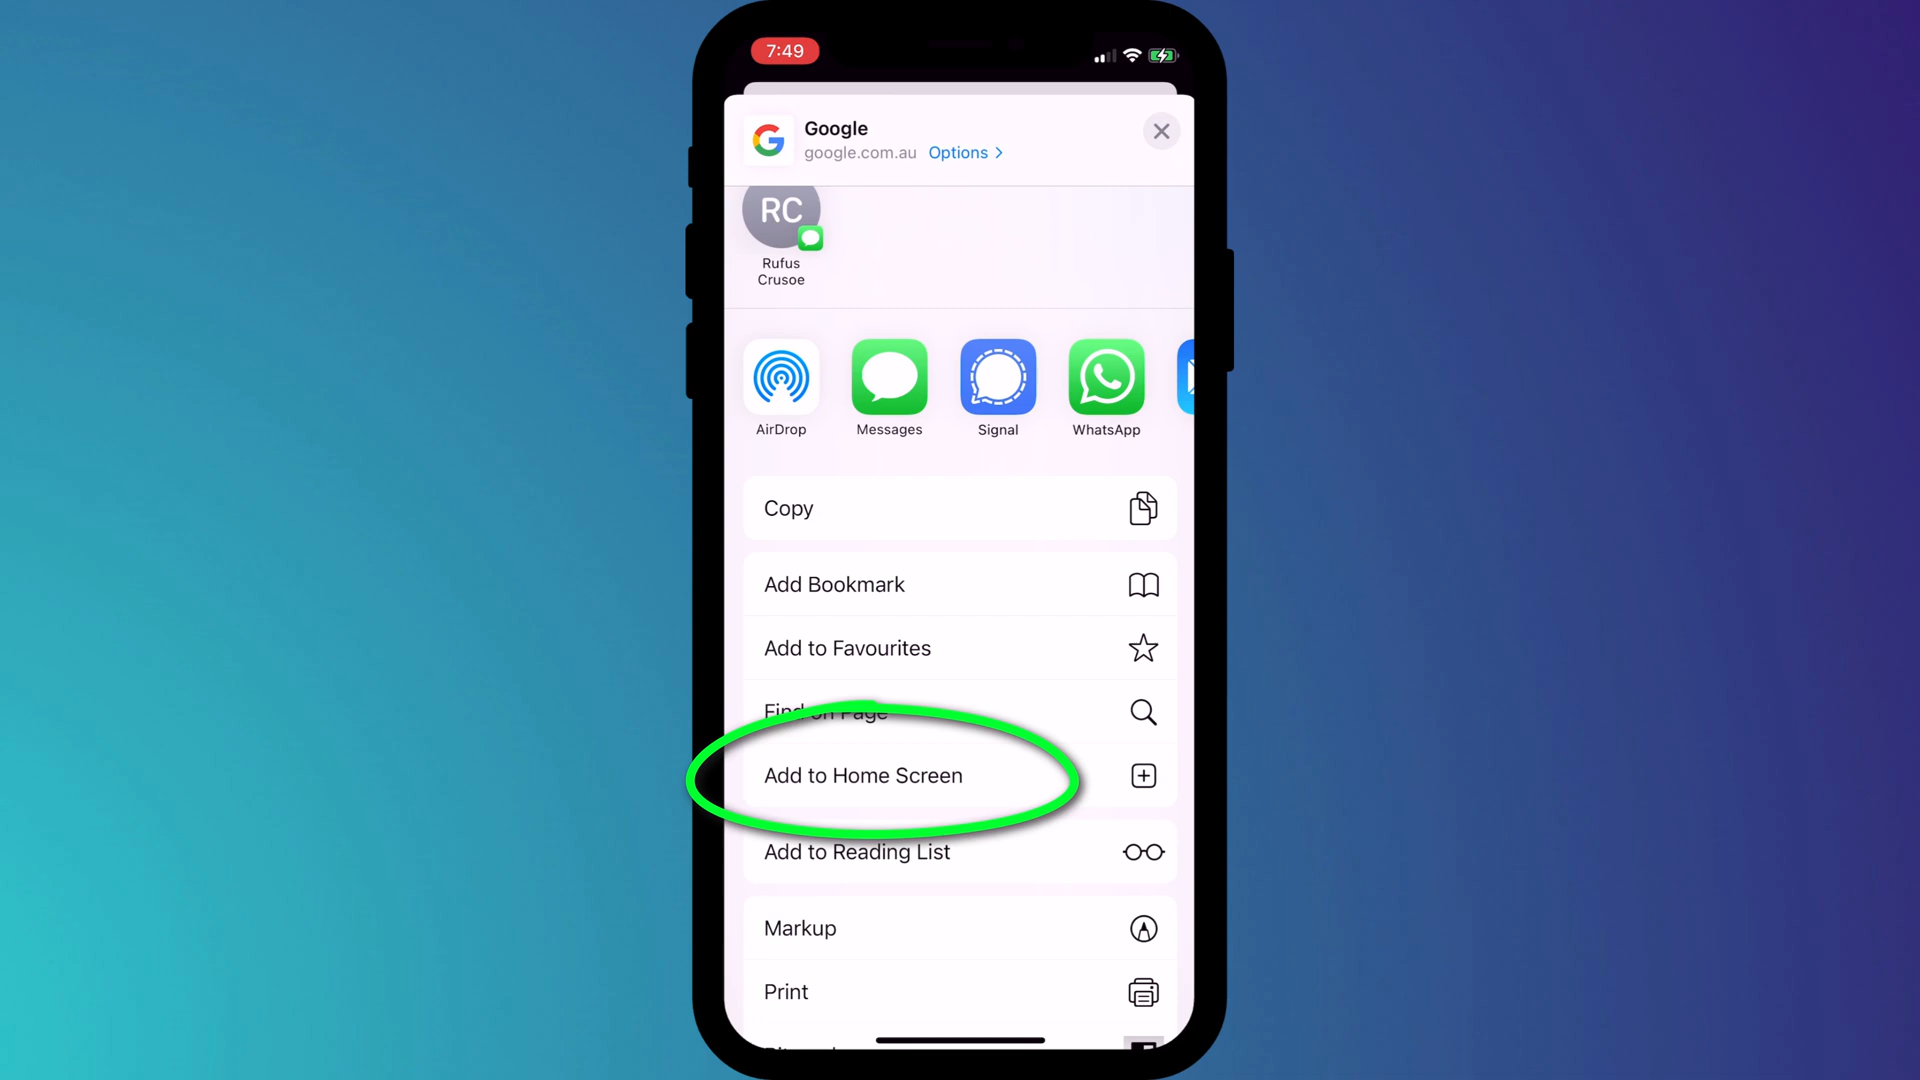 7:49
Google
google.com.au Options >
RC
Rufus
Crusoe
AirDrop
Messages
Signal
WhatsApp
Copy
Add Bookmark
Add to Favourites
Find on Page
Add to Home Screen
Add to Reading List
Markup
Print